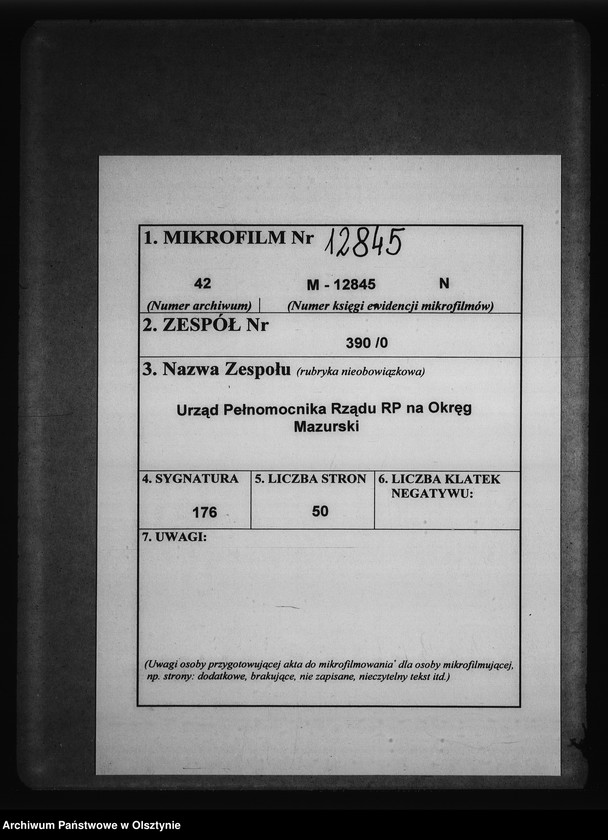 1. MIKROFILM Nr 12845
42 M - 12845 N
(Numer archiwum) | (Numer księgi ewidencji mikrofilmów)
2. ZESPÓŁ Nr
390 /0
3. Nazwa Zespołu (rubryka nieobowiązkowa)
Urząd Pełnomocnika Rządu RP na Okręg
Mazurski
4. SYGNATURA 5. LICZBA STRON 6. LICZBA KLATEK
NEGATYWU:
176 50
7. UWAGI:
(Uwagi osoby przygotowującej akta do mikrofilmowania dla osoby mikrofilmującej,
np. strony: dodatkowe, brakujące, nie zapisane, nieczytelny tekst itd.)
Archiwum Państwowe w Olsztynie